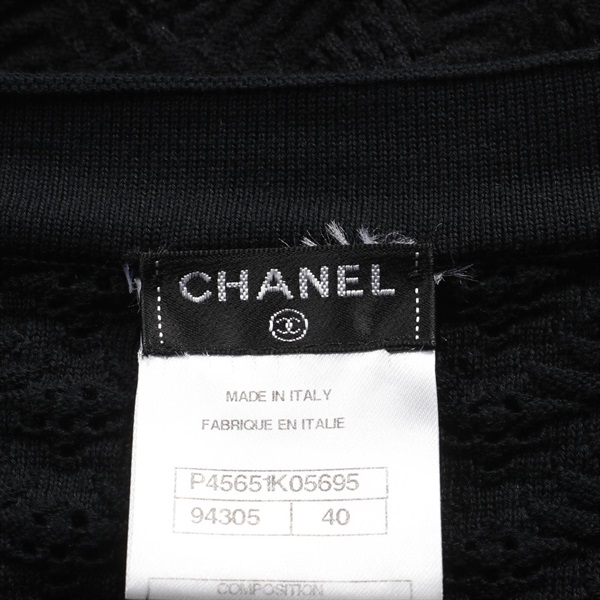 CHANEL
MADE IN ITALY
FABRIQUE EN ITALIE
P45651K05695
94305 40
COMPOSITION